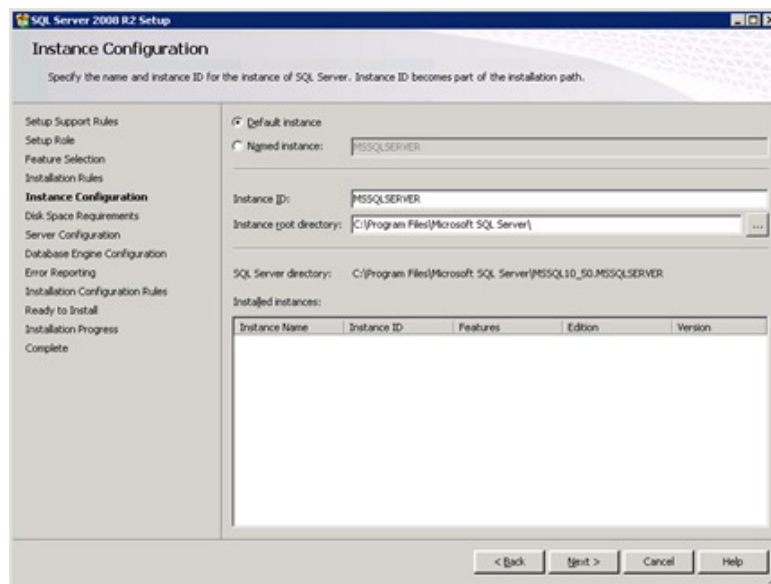 SQL Server 2008 R2 Setup
Instance Configuration
Specify the name and instance ID for the instance of SQL Server. Instance ID becomes part of the installation path.
Setup Support Rules
Setup Role
Feature Selection
Installation Rules
Instance Configuration
Disk Space Requirements
Server Configuration
Database Engine Configuration
Error Reporting
Installation Configuration Rules
Ready to Install
Installation Progress
Complete
Default instance
Named instance: MSSQLSERVER
Instance ID: MSSQLSERVER
Instance root directory: C:\Program Files\Microsoft SQL Server\ ...
SQL Server directory: C:\Program Files\Microsoft SQL Server\MSSQL10_50.MSSQLSERVER
Installed instances:
Instance Name Instance ID Features Edition Version
< Back Next > Cancel Help